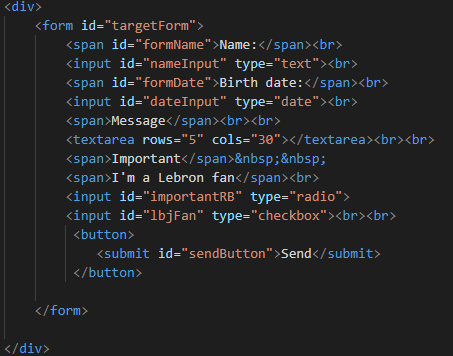 <div>
<form id="targetForm">
<span id="formName">Name:</span><br>
<input id="nameInput" type="text"><br>
<span id="formDate">Birth date:</span><br>
<input id="dateInput" type="date"><br>
<span>Message</span><br><br>
<textarea rows="5" cols="30"></textarea><br><br>
<span>Important</span>&nbsp;&nbsp;
<span>I'm a Lebron fan</span><br>
<input id="importantRB" type="radio">
<input id="lbjFan" type="checkbox"><br><br>
<button>
<submit id="sendButton">Send</submit>
</button>
</form>
</div>